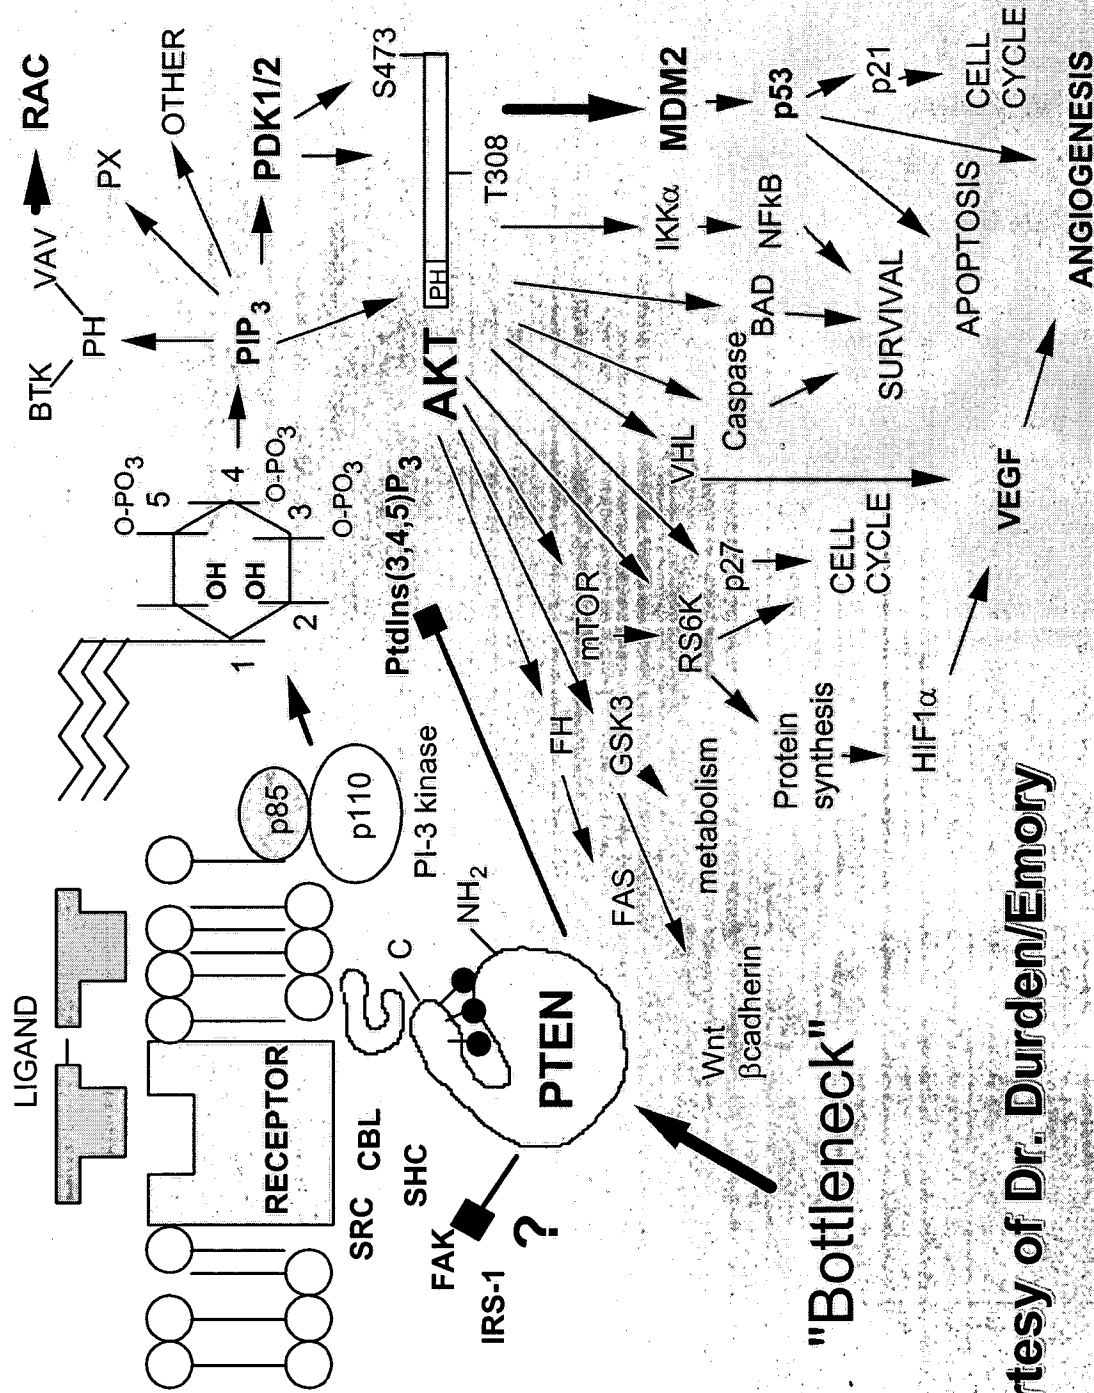 LIGAND
RECEPTOR
SRC
CBL
SHC
FAK
IRS-1
?
PTEN
C
NH2
p85
p110
PI-3 kinase
1
2
3
4
5
OH
OH
O-PO3
O-PO3
O-PO3
PtdIns(3,4,5)P3
PIP3
BTK
PH
VAV
RAC
PX
OTHER
PDK1/2
AKT
PH
S473
T308
FH
FAS
GSK3
metabolism
Wnt
βcadherin
mTOR
RS6K
Protein
synthesis
HIF1α
p27
CELL
CYCLE
VHL
VEGF
Caspase
BAD
SURVIVAL
IKKα
NFkB
MDM2
p53
p21
CELL
CYCLE
APOPTOSIS
ANGIOGENESIS
"Bottleneck"
rtesy of Dr. Durden/Emory